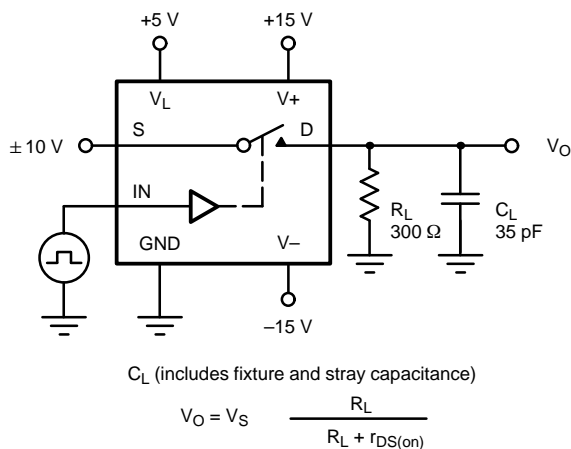 +5 V
+15 V
V_L
V+
S
D
± 10 V
V_O
IN
R_L
300 Ω
C_L
35 pF
GND
V–
–15 V
C_L (includes fixture and stray capacitance)
V_O = V_S R_L
R_L + r_DS(on)